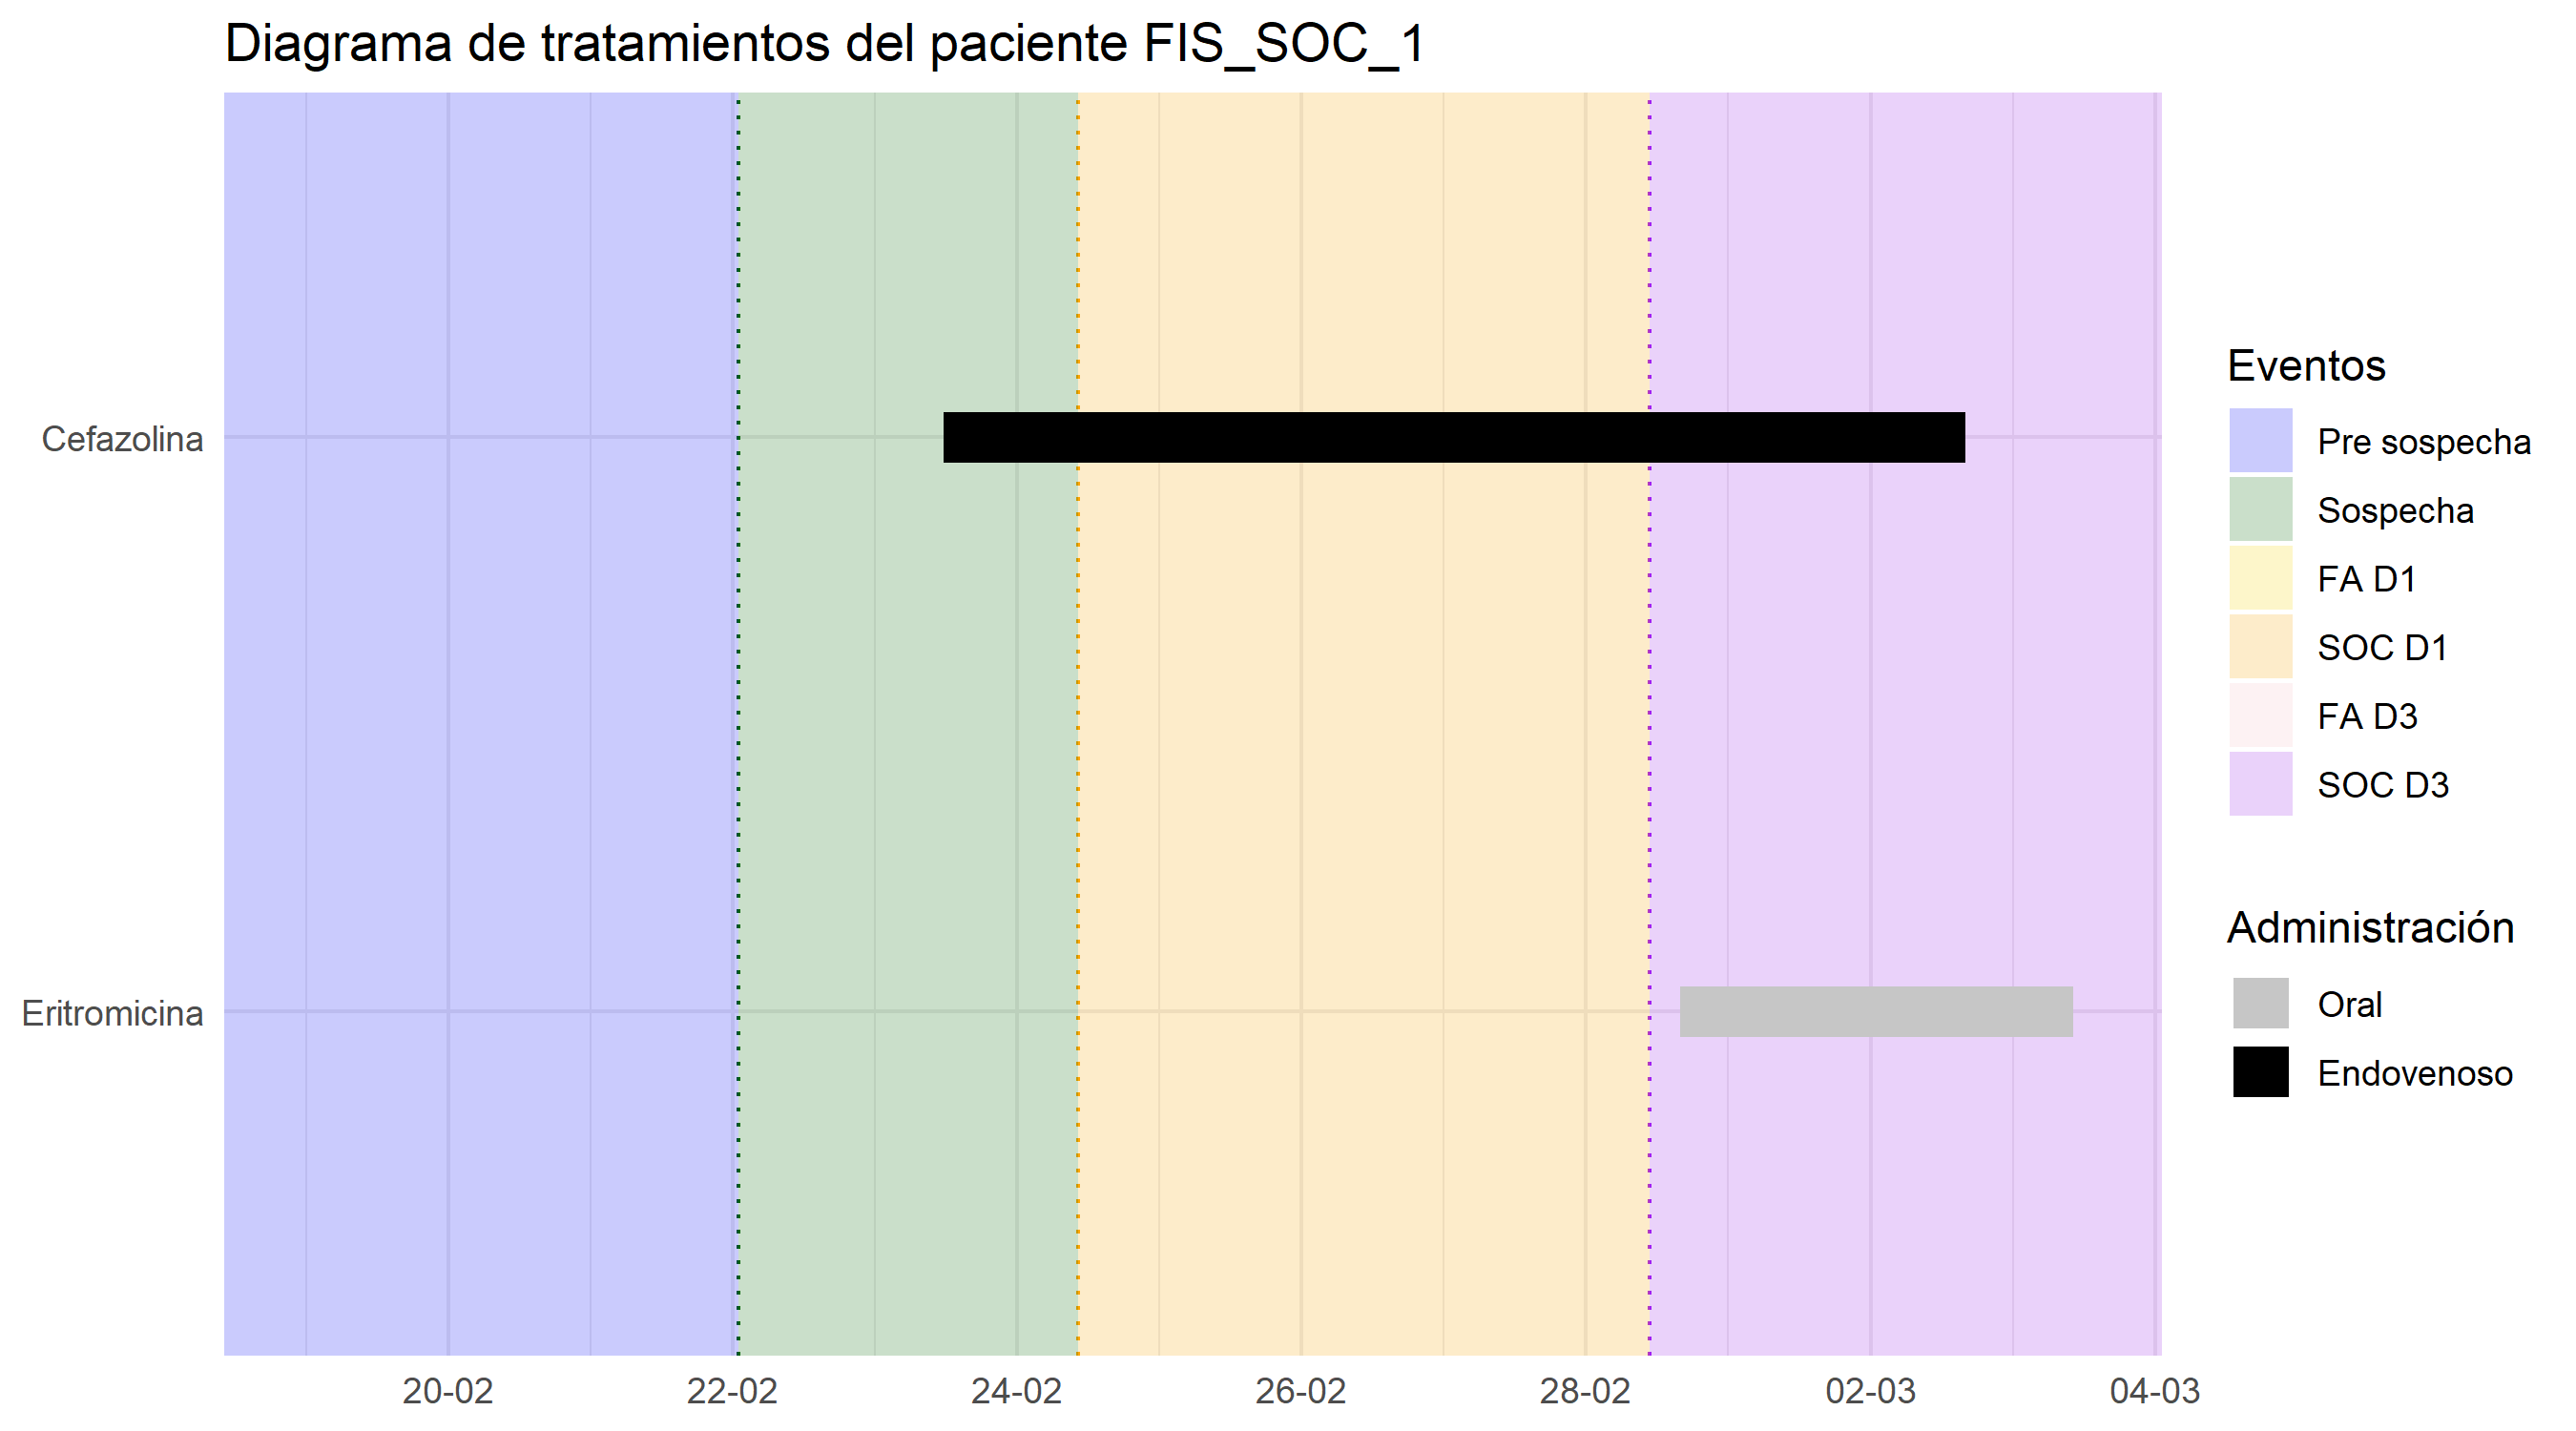 Diagrama de tratamientos del paciente FIS_SOC_1
Cefazolina
Eritromicina
20-02
22-02
24-02
26-02
28-02
02-03
04-03
Eventos
Pre sospecha
Sospecha
FA D1
SOC D1
FA D3
SOC D3
Administración
Oral
Endovenoso